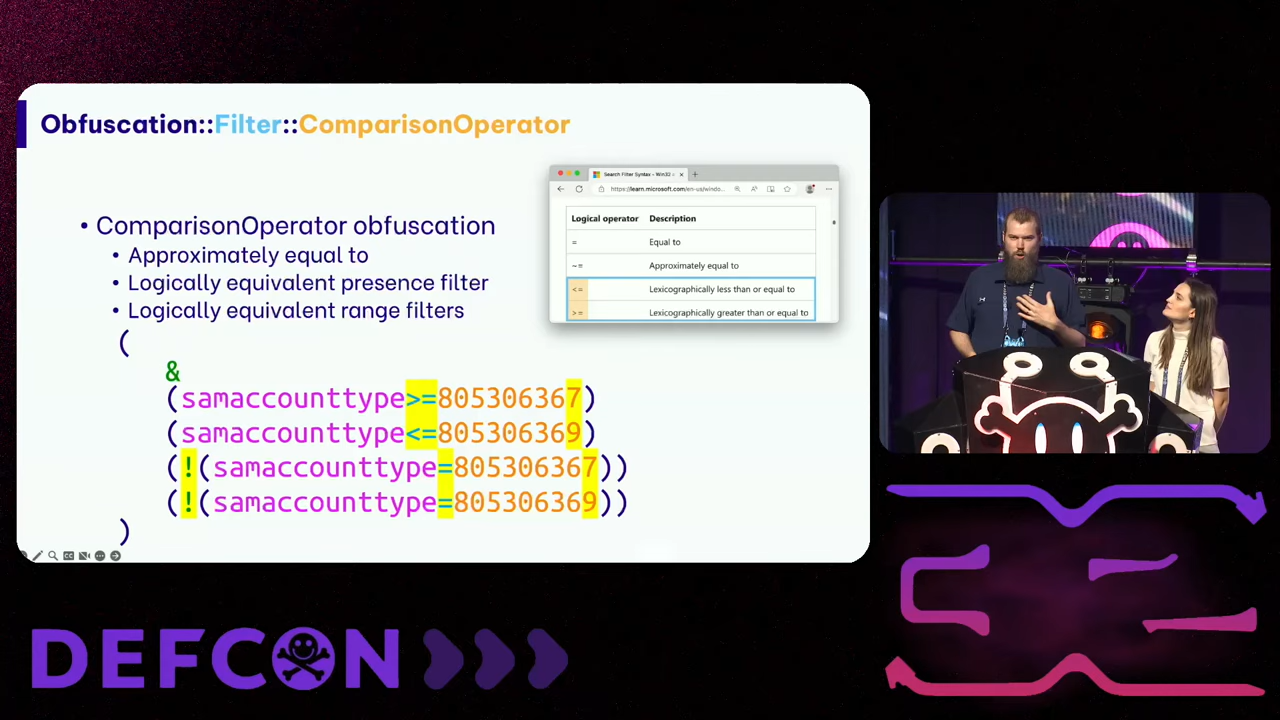 Obfuscation::Filter::ComparisonOperator
• ComparisonOperator obfuscation
• Approximately equal to
• Logically equivalent presence filter
• Logically equivalent range filters
(
&
(samaccounttype>=805306367)
(samaccounttype<=805306369)
(!(samaccounttype=805306367))
(!(samaccounttype=805306369))
)
Search Filter Syntax - Win32
https://learn.microsoft.com/en-us/windo...
Logical operator Description
= Equal to
~= Approximately equal to
<= Lexicographically less than or equal to
>= Lexicographically greater than or equal to
DEFCON